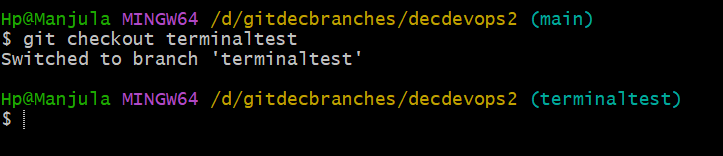 Hp@Manjula MINGW64 /d/gitdecbranches/decdevops2 (main)
$ git checkout terminaltest
Switched to branch 'terminaltest'
Hp@Manjula MINGW64 /d/gitdecbranches/decdevops2 (terminaltest)
$